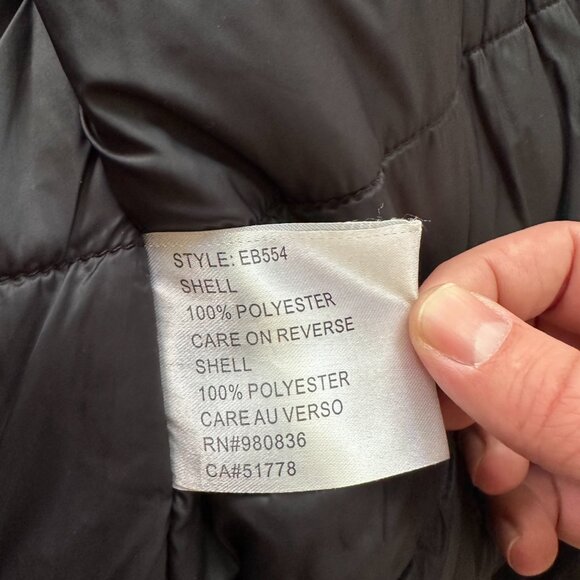 STYLE: EB554
SHELL
100% POLYESTER
CARE ON REVERSE
SHELL
100% POLYESTER
CARE AU VERSO
RN#980836
CA#51778